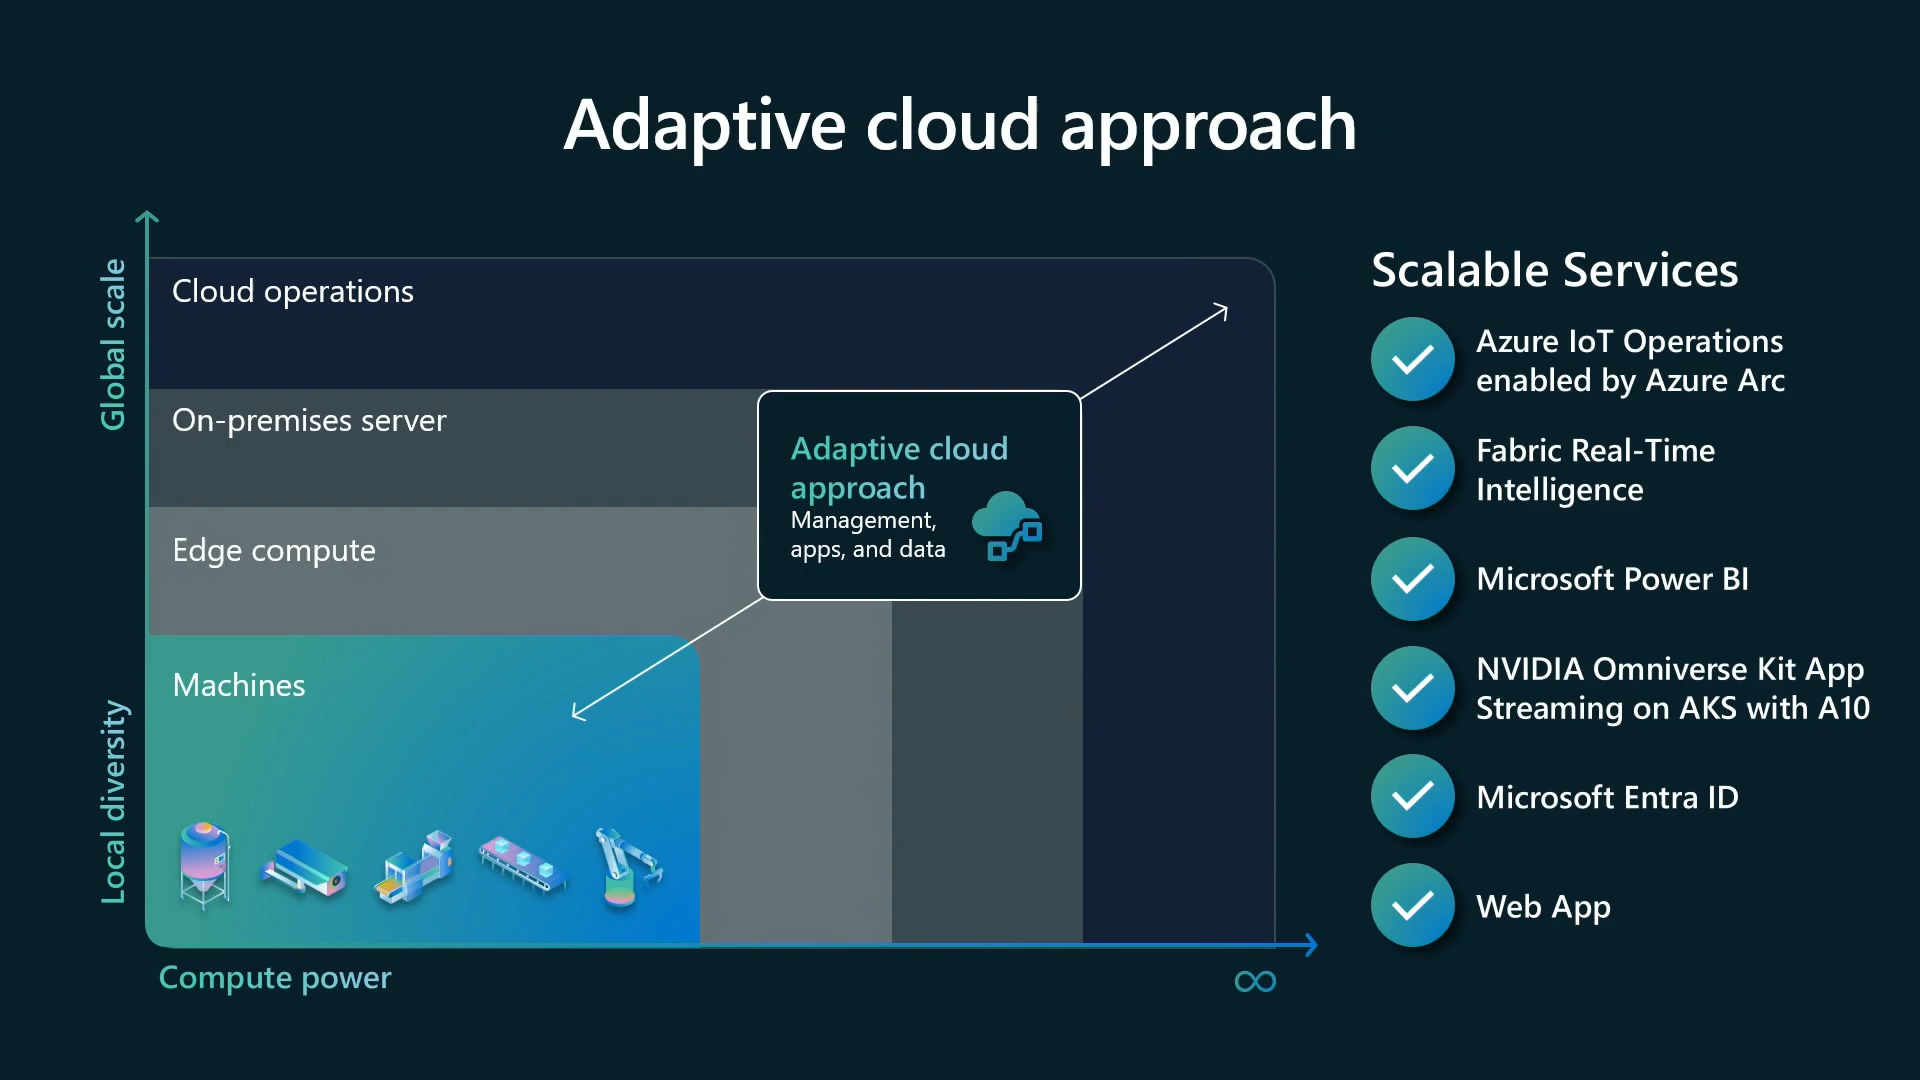 Adaptive cloud approach
Global scale
Local diversity
Cloud operations
On-premises server
Edge compute
Machines
Adaptive cloud
approach
Management,
apps, and data
Compute power
∞
Scalable Services
Azure IoT Operations
enabled by Azure Arc
Fabric Real-Time
Intelligence
Microsoft Power BI
NVIDIA Omniverse Kit App
Streaming on AKS with A10
Microsoft Entra ID
Web App